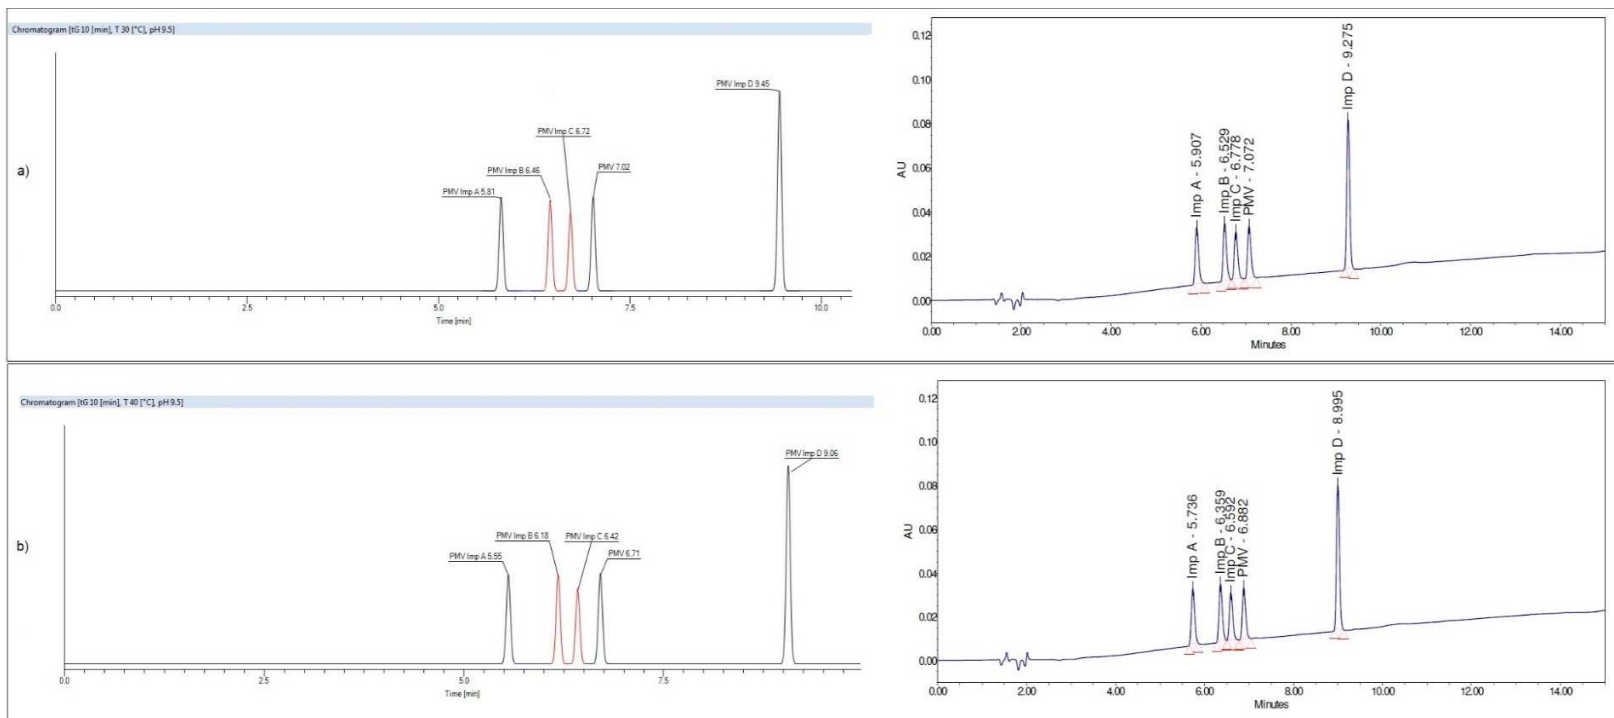 Chromatogram [tG 10 [min], T 30 [°C], pH 9.5]
a)
PMV Imp A 5.81
PMV Imp B 6.46
PMV Imp C 6.72
PMV 7.02
PMV Imp D 9.45
0.0 2.5 5.0 7.5 10.0
Time [min]
0.12
0.10
0.08
0.06
0.04
0.02
0.00
AU
Imp A - 5.907
Imp B - 6.529
Imp C - 6.778
PMV - 7.072
Imp D - 9.275
0.00 2.00 4.00 6.00 8.00 10.00 12.00 14.00
Minutes
Chromatogram [tG 10 [min], T 40 [°C], pH 9.5]
b)
PMV Imp A 5.55
PMV Imp B 6.18
PMV Imp C 6.42
PMV 6.71
PMV Imp D 9.06
0.0 2.5 5.0 7.5
Time [min]
0.12
0.10
0.08
0.06
0.04
0.02
0.00
AU
Imp A - 5.736
Imp B - 6.359
Imp C - 6.592
PMV - 6.882
Imp D - 8.995
0.00 2.00 4.00 6.00 8.00 10.00 12.00 14.00
Minutes